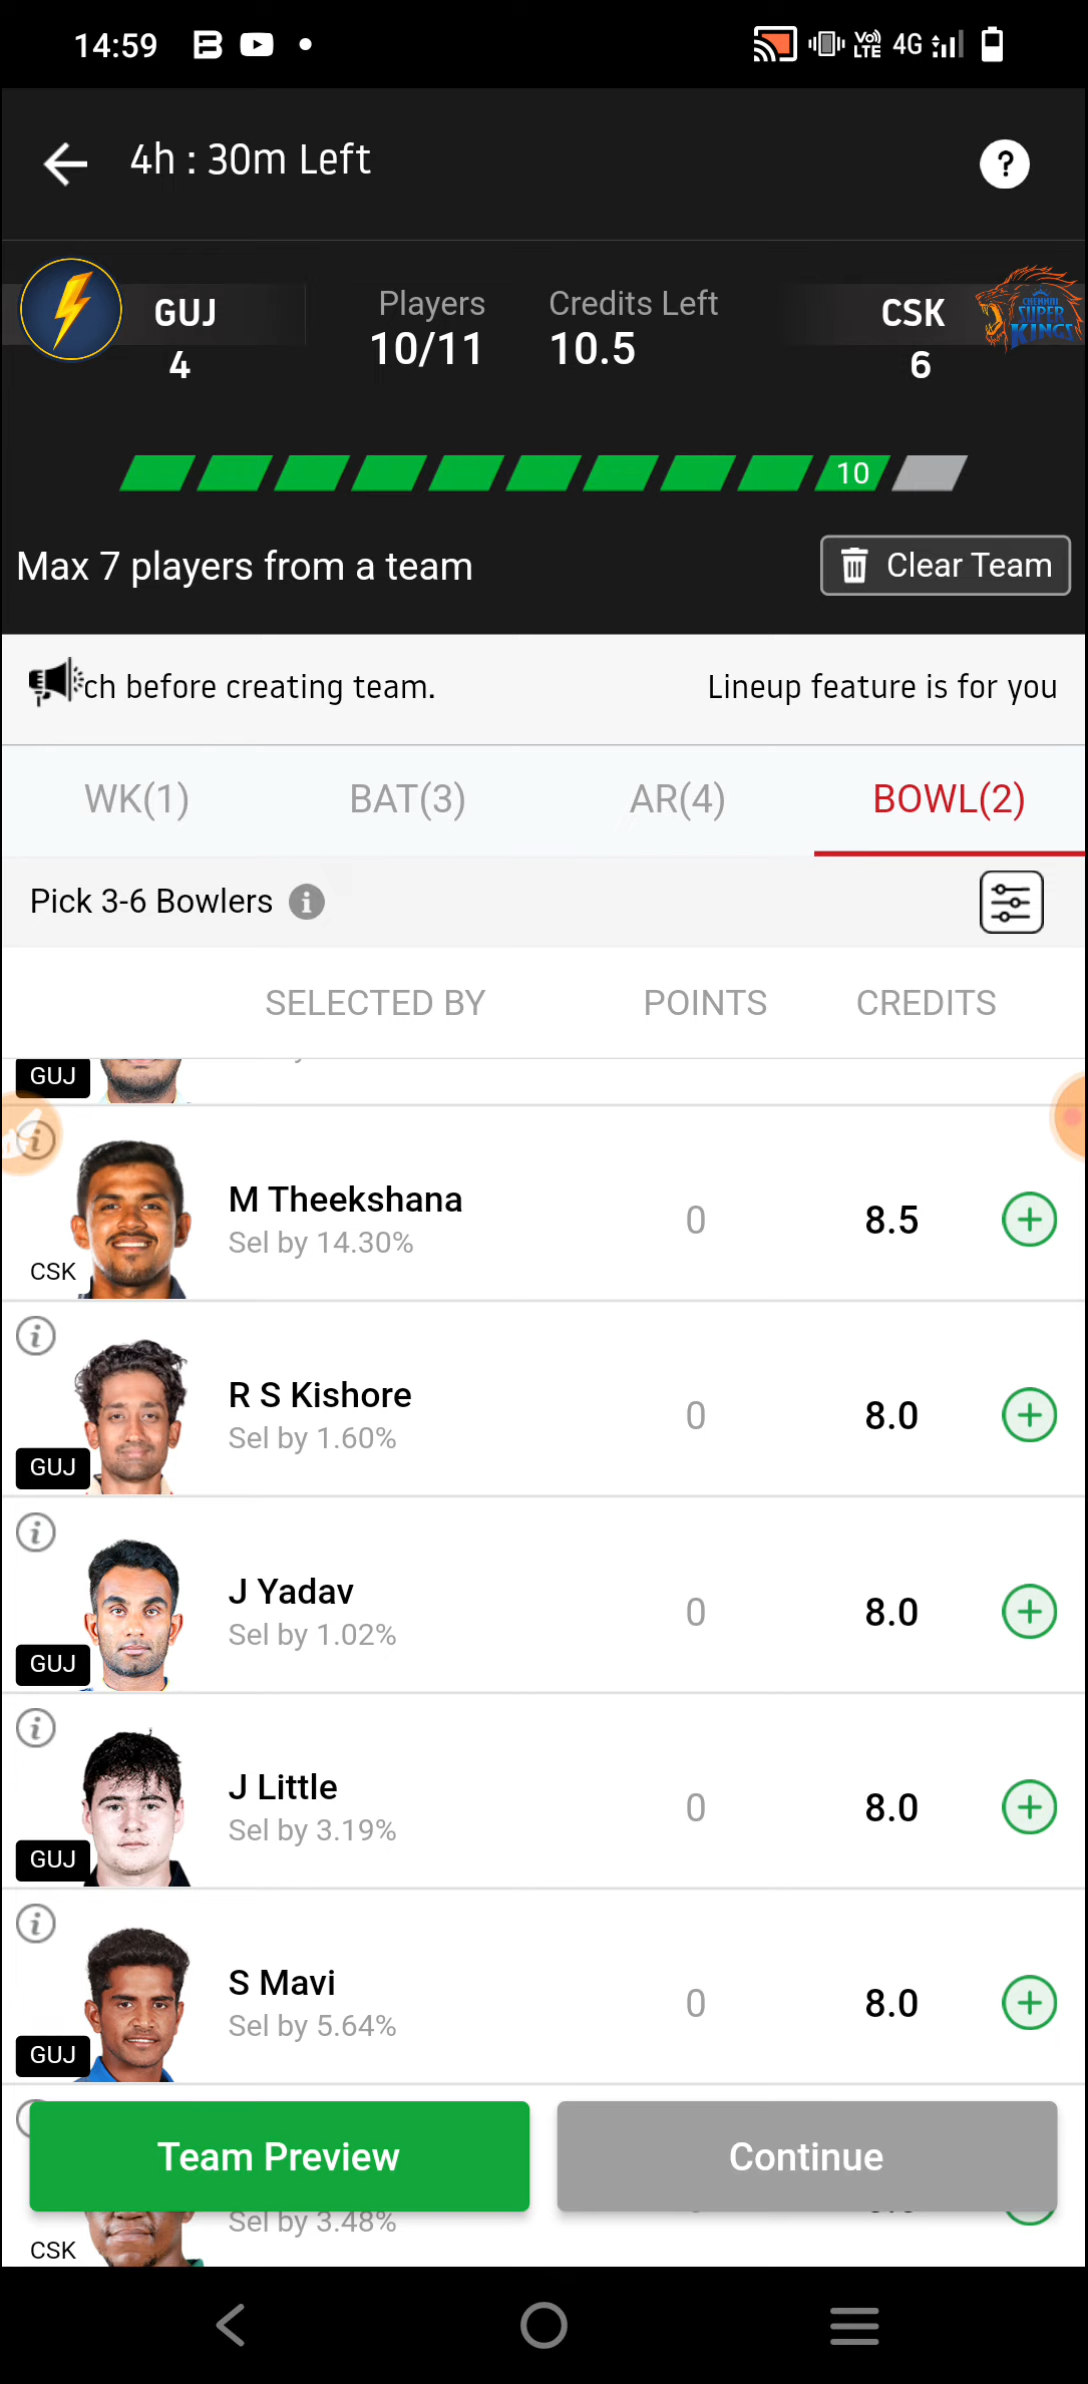 14:59
Vo) LTE 4G
4h : 30m Left
?
GUJ
4
Players
10/11
Credits Left
10.5
CSK
6
CHENNAI SUPER KINGS
10
Max 7 players from a team
Clear Team
ch before creating team. Lineup feature is for you
WK(1) BAT(3) AR(4) BOWL(2)
Pick 3-6 Bowlers i
SELECTED BY POINTS CREDITS
GUJ
i
M Theekshana
Sel by 14.30%
0 8.5 +
CSK
i
R S Kishore
Sel by 1.60%
0 8.0 +
GUJ
i
J Yadav
Sel by 1.02%
0 8.0 +
GUJ
i
J Little
Sel by 3.19%
0 8.0 +
GUJ
i
S Mavi
Sel by 5.64%
0 8.0 +
GUJ
Team Preview Continue
Sel by 3.48%
CSK